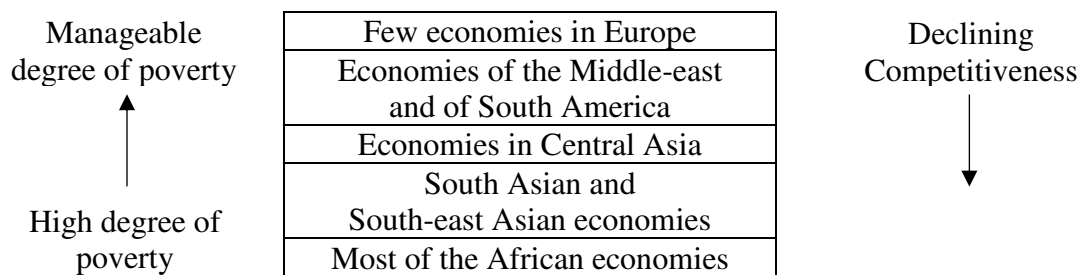 Manageable
degree of poverty
High degree of
poverty
Few economies in Europe
Economies of the Middle-east
and of South America
Economies in Central Asia
South Asian and
South-east Asian economies
Most of the African economies
Declining
Competitiveness